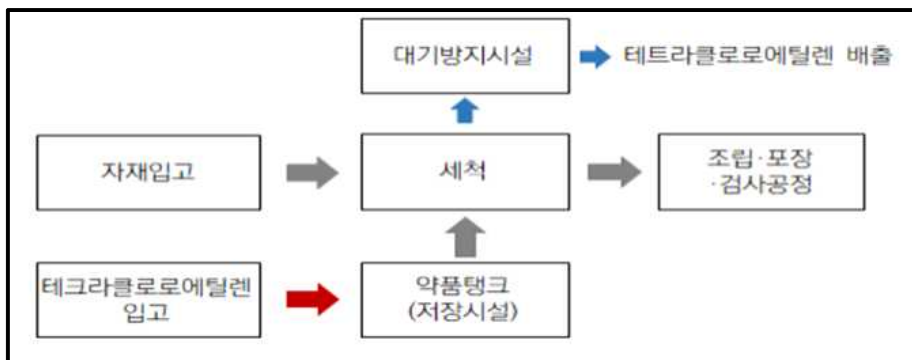 대기방지시설
테트라클로로에틸렌 배출
자재입고
세척
조립·포장
·검사공정
테크라클로로에틸렌
입고
약품탱크
(저장시설)